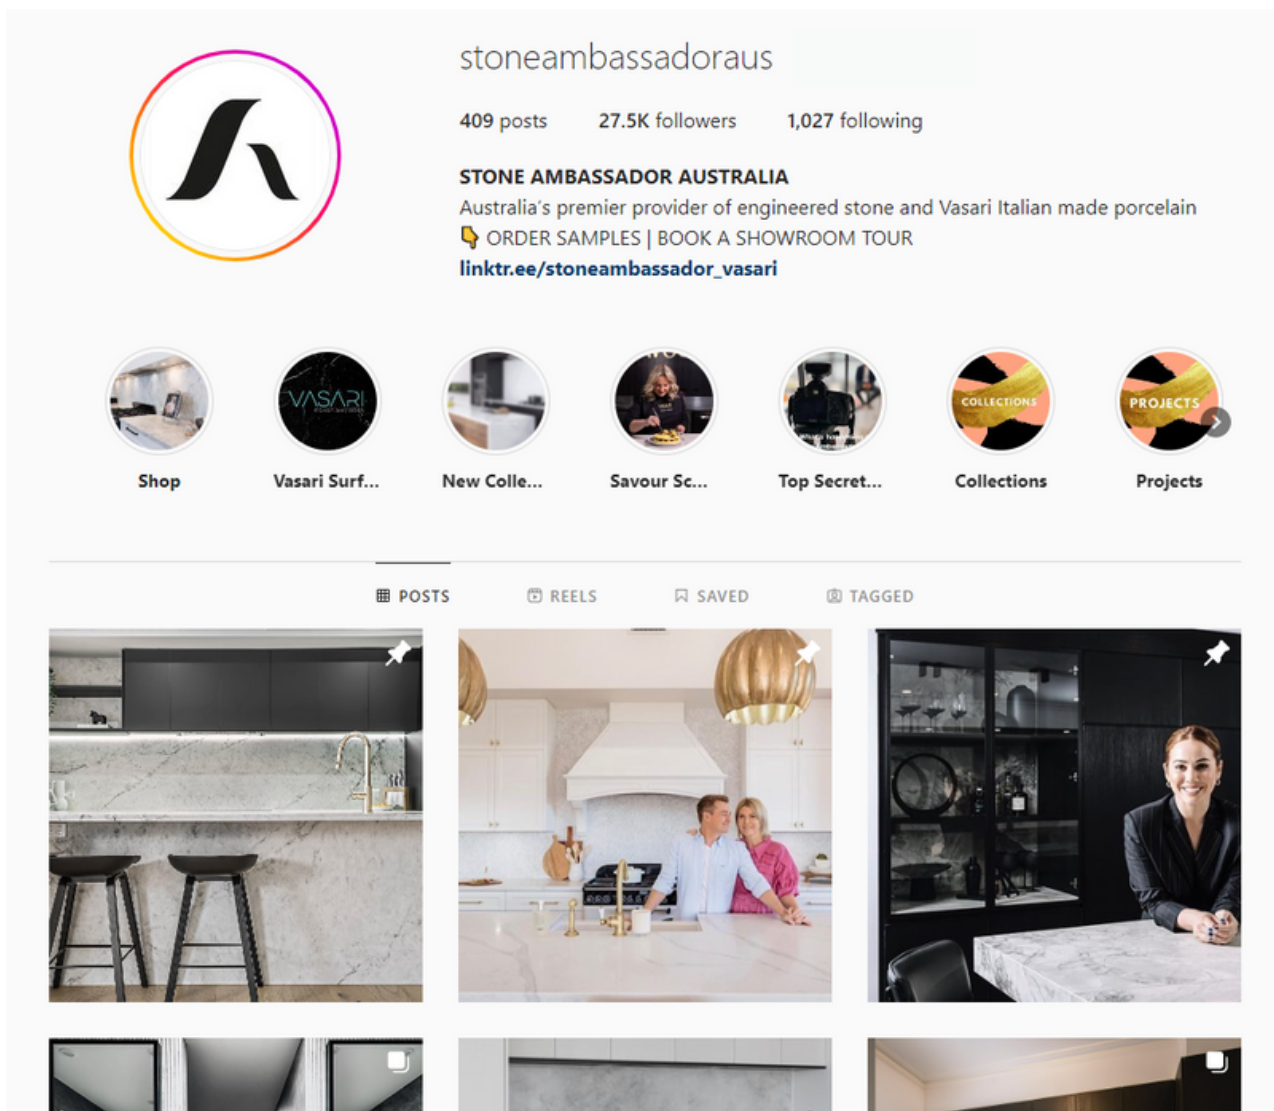 stoneambassadoraus
409 posts 27.5K followers 1,027 following
STONE AMBASSADOR AUSTRALIA
Australia's premier provider of engineered stone and Vasari Italian made porcelain
👇 ORDER SAMPLES | BOOK A SHOWROOM TOUR
linktr.ee/stoneambassador_vasari
VASARI
COLLECTIONS
PROJECTS
Shop
Vasari Surf...
New Colle...
Savour Sc...
Top Secret...
Collections
Projects
POSTS REELS SAVED TAGGED